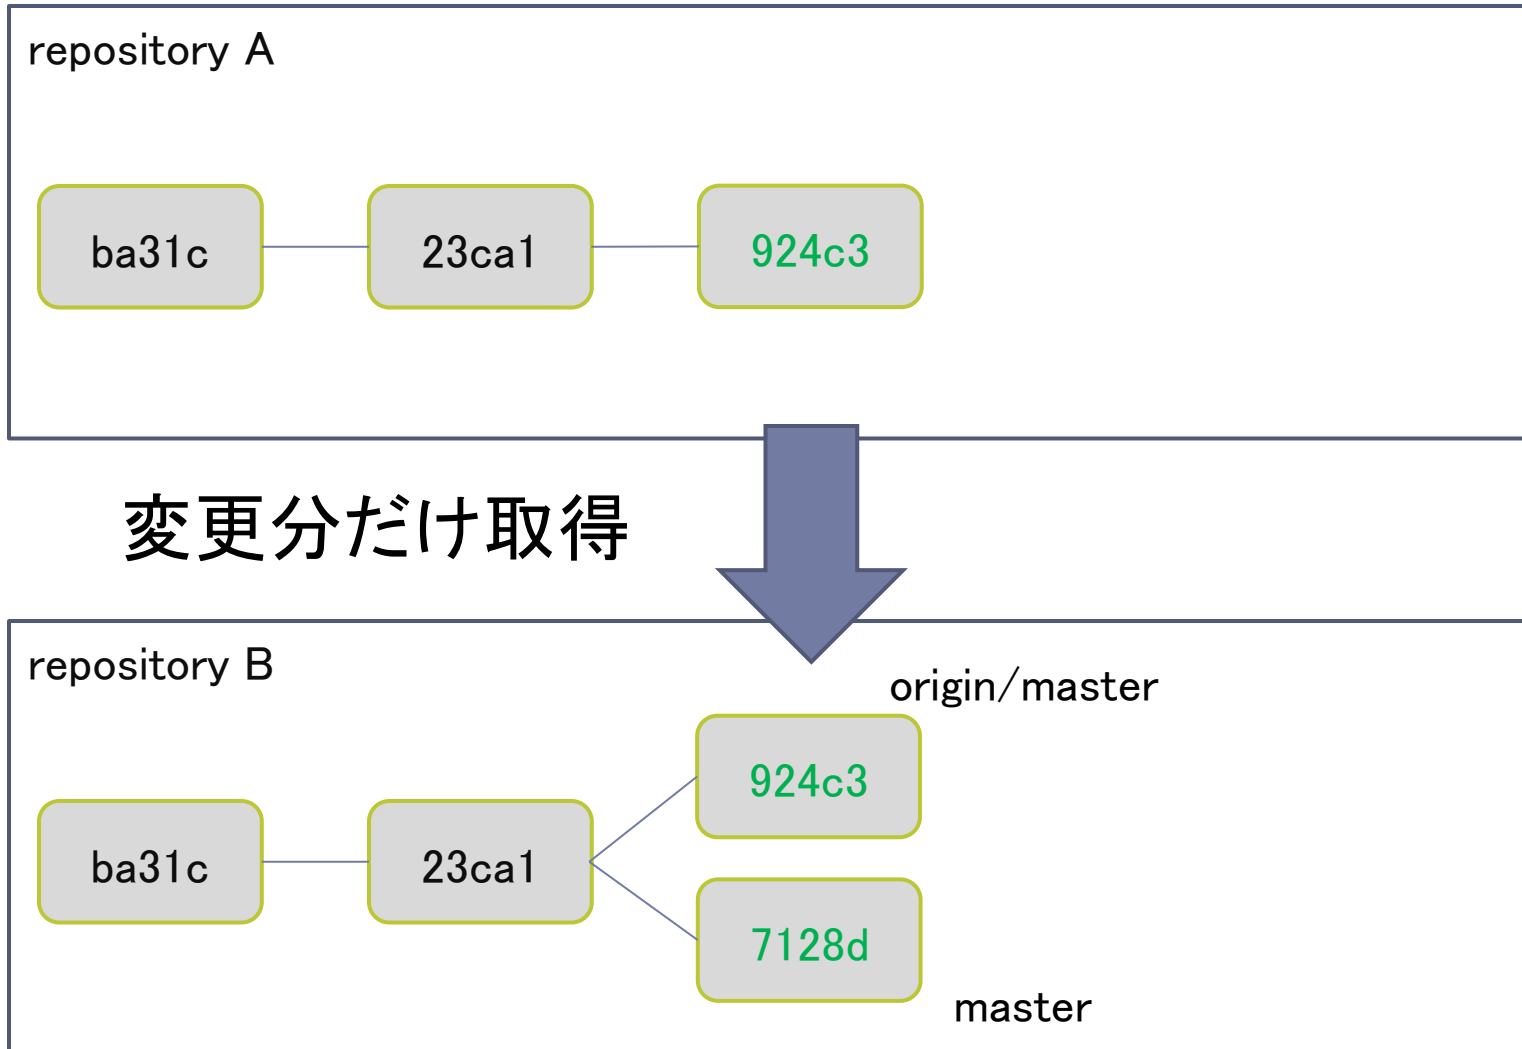 repository A
ba31c
23ca1
924c3
変更分だけ取得
repository B
origin/master
924c3
ba31c
23ca1
7128d
master